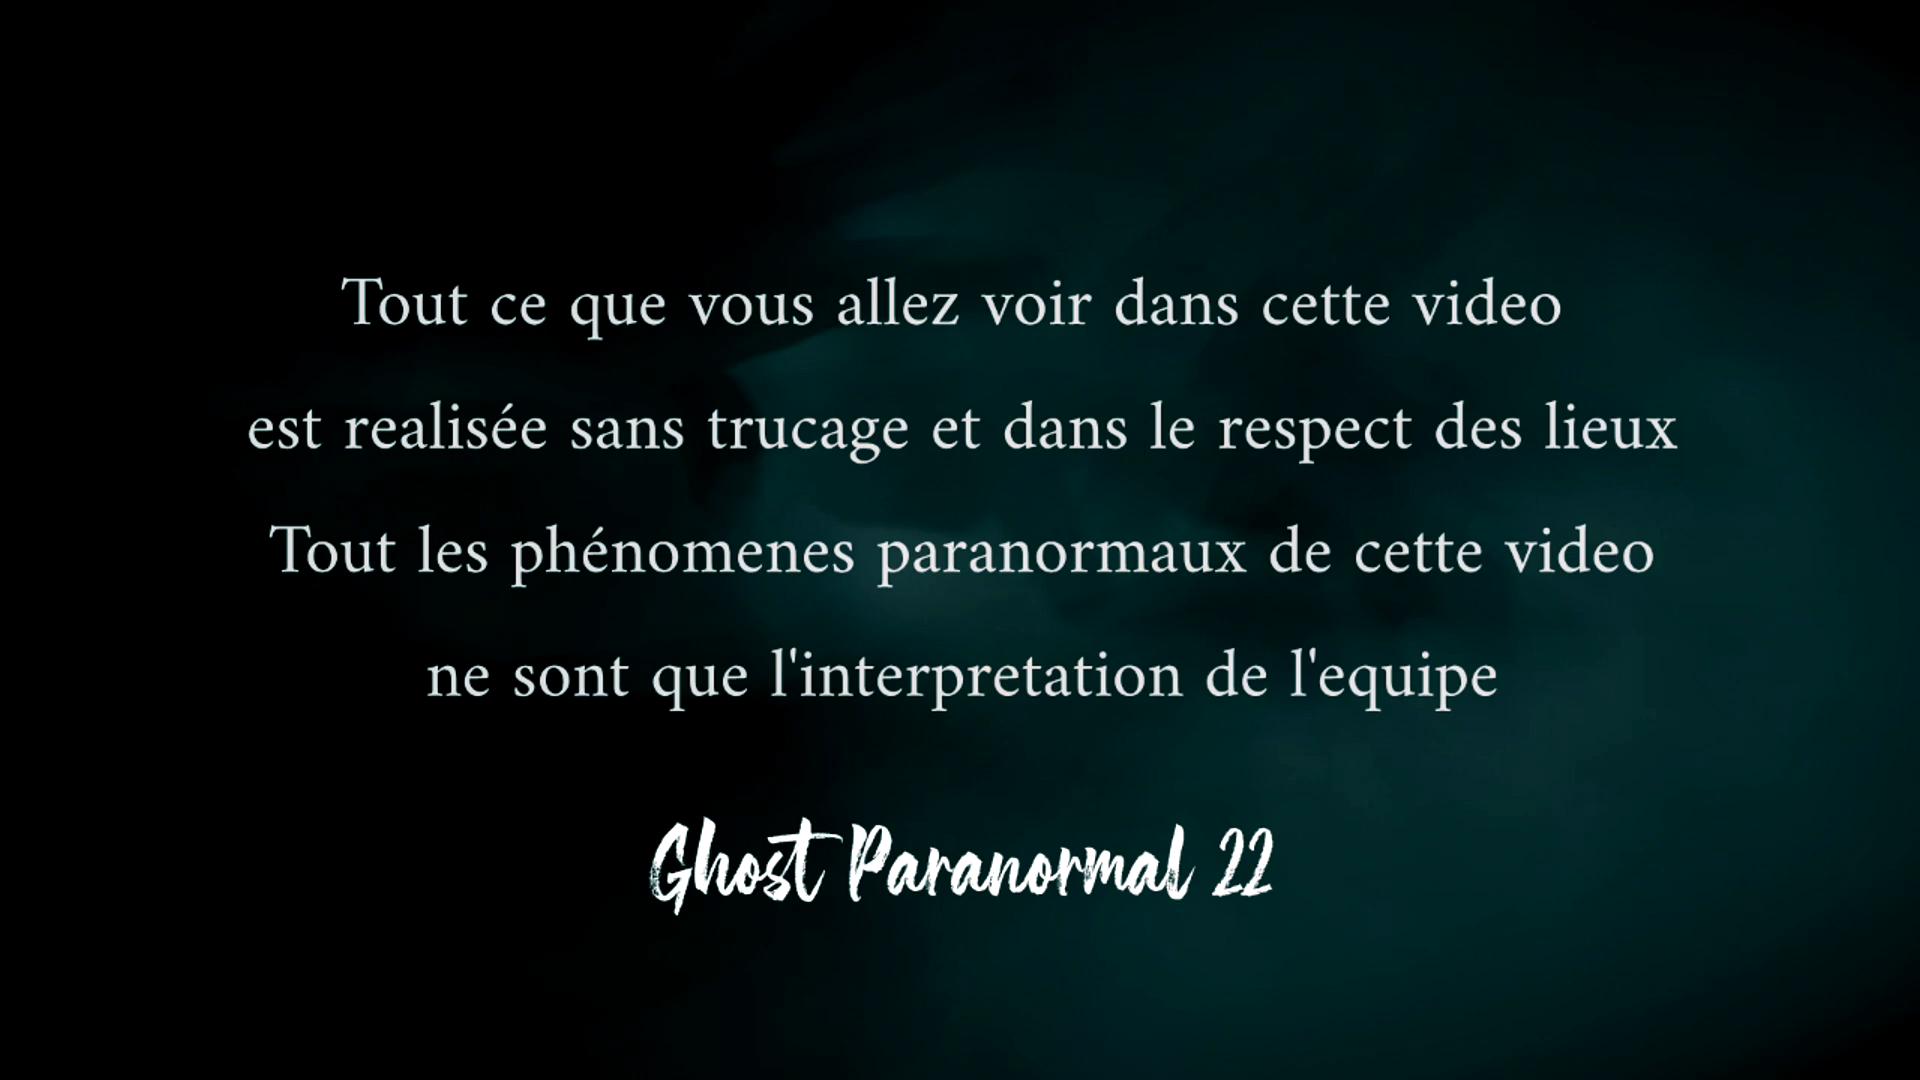 Tout ce que vous allez voir dans cette video
est realisée sans trucage et dans le respect des lieux
Tout les phénomenes paranormaux de cette video
ne sont que l'interpretation de l'equipe
Ghost Paranormal 22